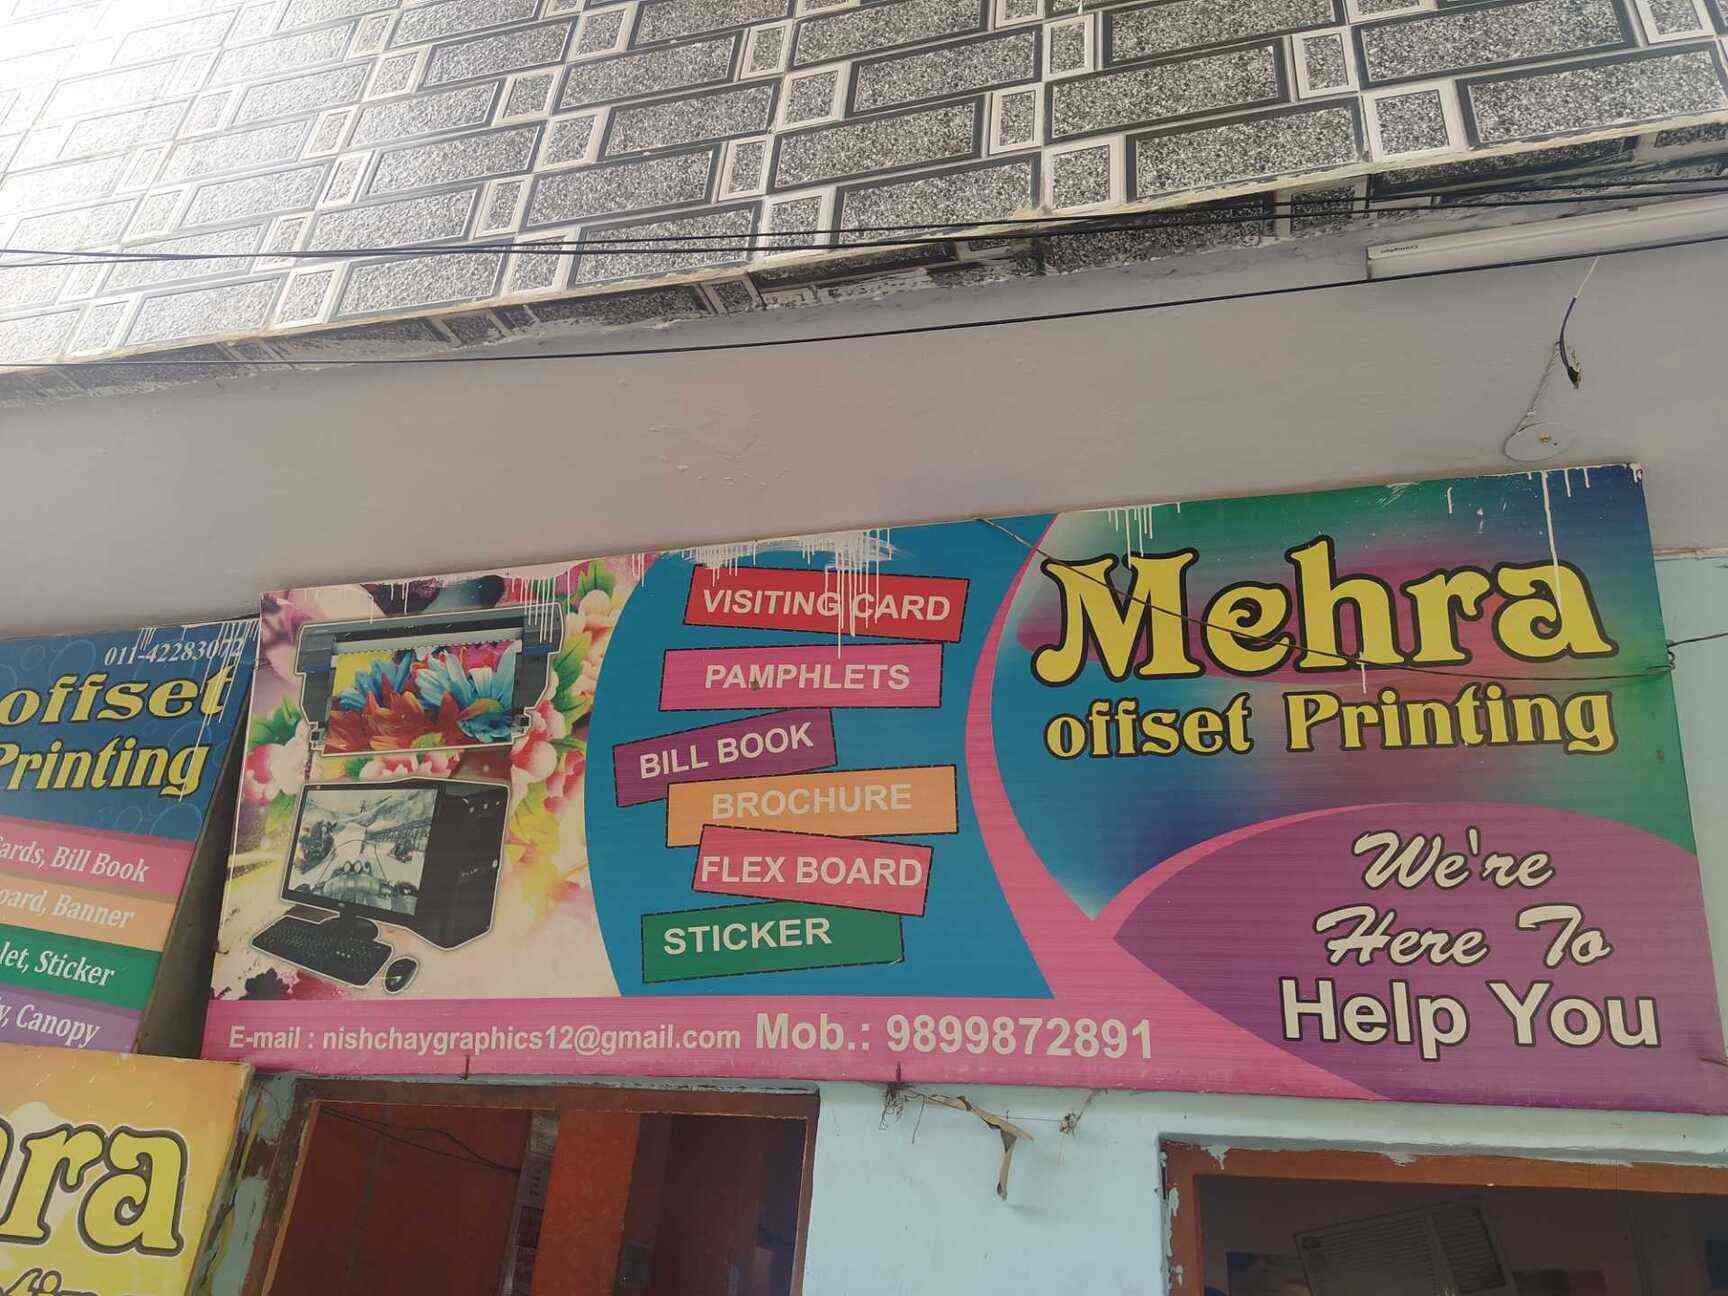 011-42283072
offset
Printing
ards, Bill Book
oard, Banner
let, Sticker
y, Canopy
ra
VISITING CARD
PAMPHLETS
BILL BOOK
BROCHURE
FLEX BOARD
STICKER
Mehra
offset Printing
We're
Here To
Help You
E-mail : nishchaygraphics12@gmail.com Mob.: 9899872891